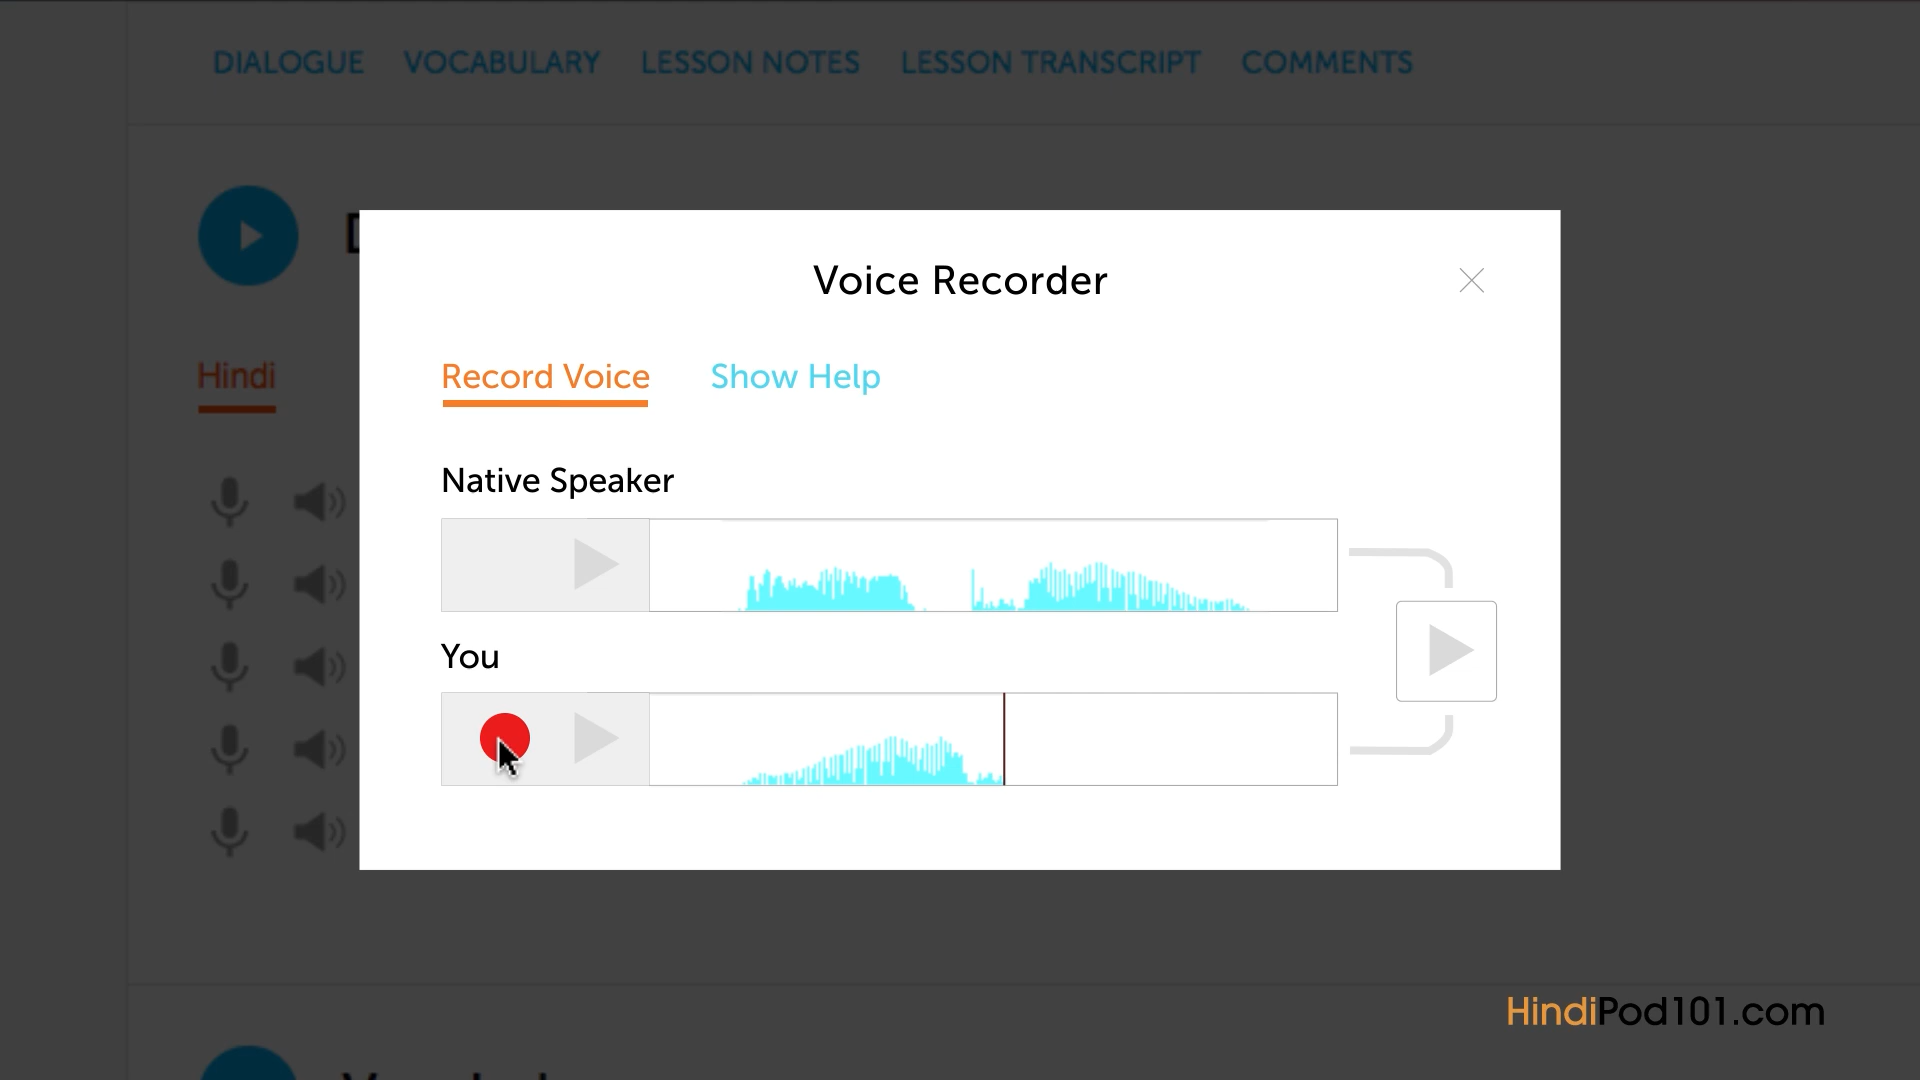 DIALOGUE VOCABULARY LESSON NOTES LESSON TRANSCRIPT COMMENTS
Voice Recorder
Hindi
Record Voice Show Help
Native Speaker
You
HindiPod101.com